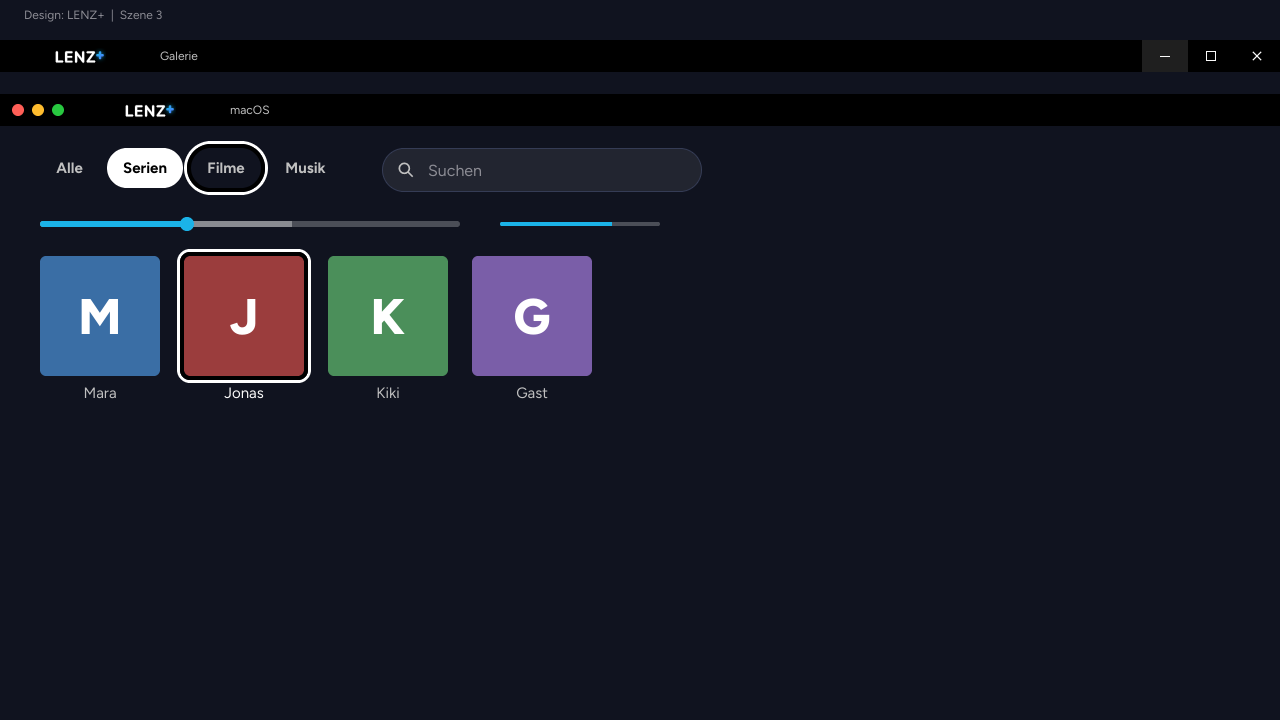 Design: LENZ+ | Szene 3
LENZ+ Galerie
LENZ+ macOS
Alle Serien Filme Musik Suchen
M J K G
Mara Jonas Kiki Gast